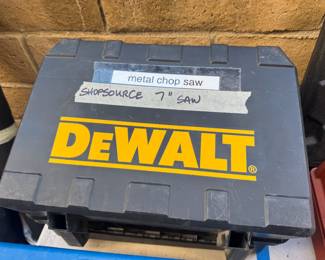 metal chop saw
SHOPSOURCE 7" SAW
DEWALT®